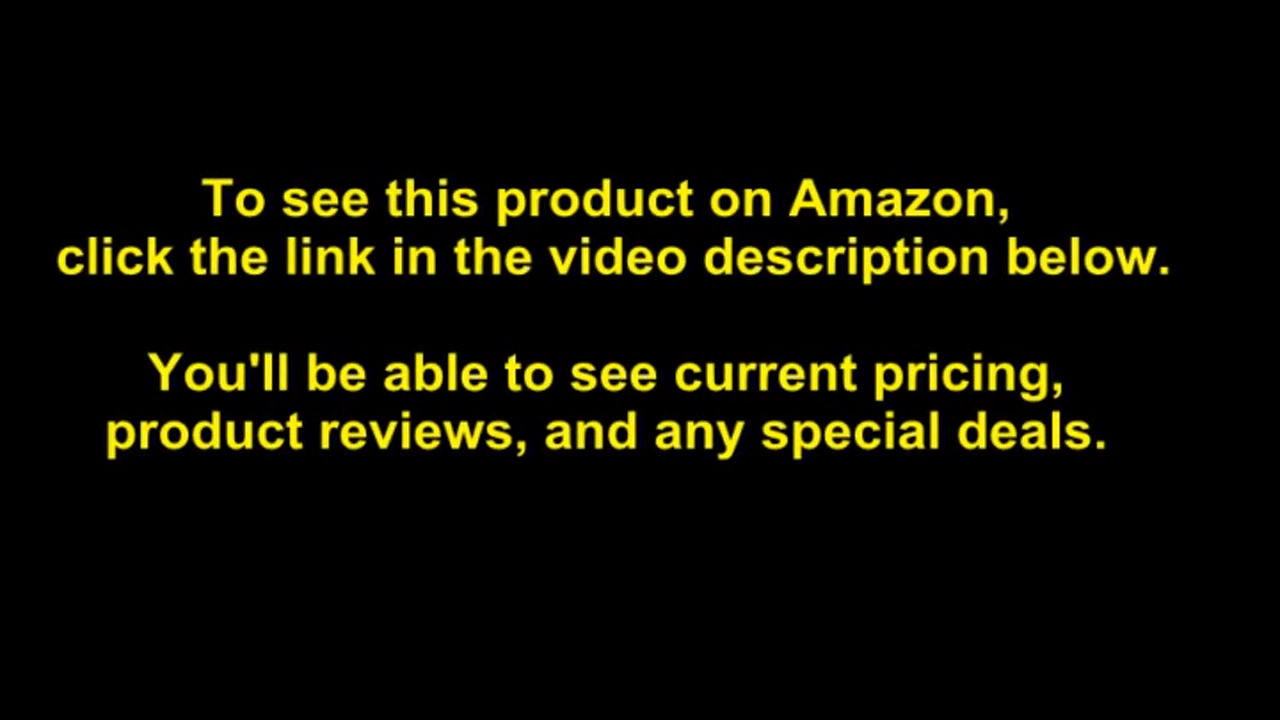 To see this product on Amazon,
click the link in the video description below.
You'll be able to see current pricing,
product reviews, and any special deals.